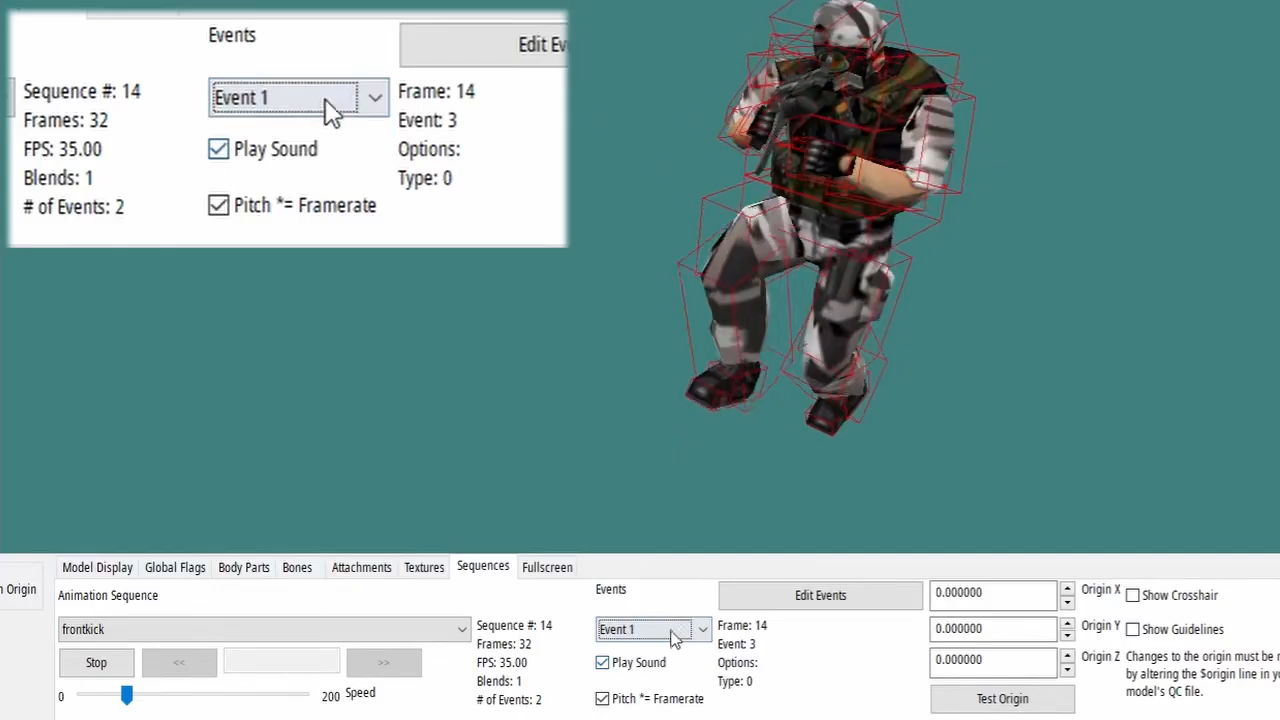 Events
Edit Ev
Sequence #: 14
Event 1
Frame: 14
Frames: 32
Event: 3
FPS: 35.00
Play Sound
Options:
Blends: 1
Type: 0
# of Events: 2
Pitch *= Framerate
Model Display
Global Flags
Body Parts
Bones
Attachments
Textures
Sequences
Fullscreen
n Origin
Animation Sequence
Events
Edit Events
0.000000
Origin X
Show Crosshair
frontkick
Sequence #: 14
Event 1
Frame: 14
0.000000
Origin Y
Show Guidelines
Frames: 32
Event: 3
Stop
<<
>>
FPS: 35.00
Play Sound
Options:
0.000000
Origin Z
Changes to the origin must be m
by altering the $origin line in yo
model's QC file.
Blends: 1
Type: 0
0
200
Speed
# of Events: 2
Pitch *= Framerate
Test Origin